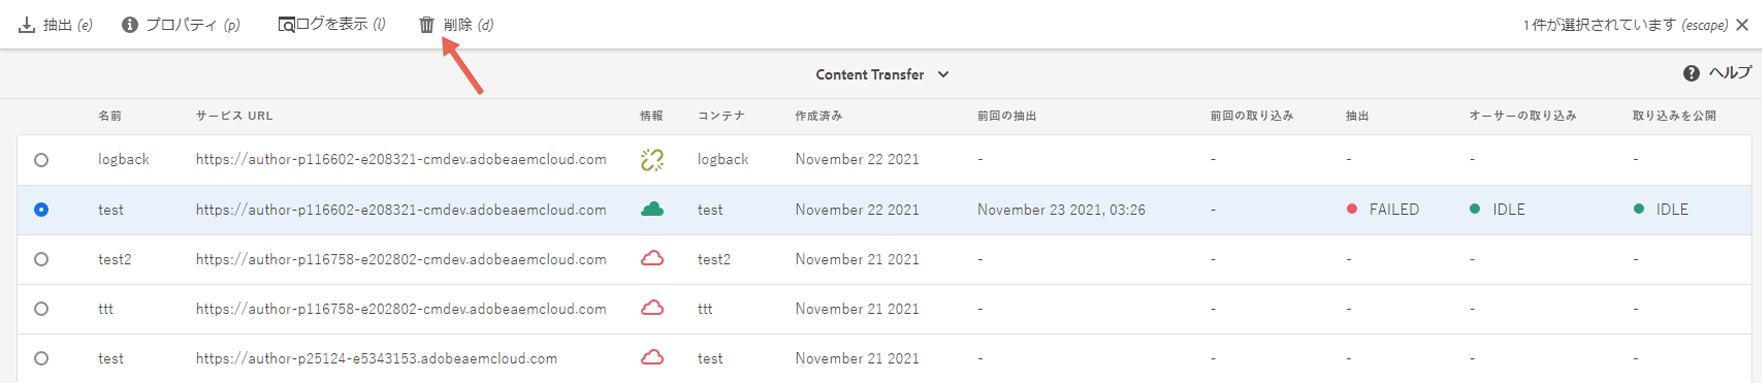 抽出 (e) プロパティ (p) ログを表示 (l) 削除 (d) 1 件が選択されています (escape)
Content Transfer ヘルプ
名前 サービス URL 情報 コンテナ 作成済み 前回の抽出 前回の取り込み 抽出 オーサーの取り込み 取り込みを公開
logback https://author-p116602-e208321-cmdev.adobeaemcloud.com logback November 22 2021 - - - - -
test https://author-p116602-e208321-cmdev.adobeaemcloud.com test November 22 2021 November 23 2021, 03:26 - FAILED IDLE IDLE
test2 https://author-p116758-e202802-cmdev.adobeaemcloud.com test2 November 21 2021 - - - - -
ttt https://author-p116758-e202802-cmdev.adobeaemcloud.com ttt November 21 2021 - - - - -
test https://author-p25124-e5343153.adobeaemcloud.com test November 21 2021 - - - - -